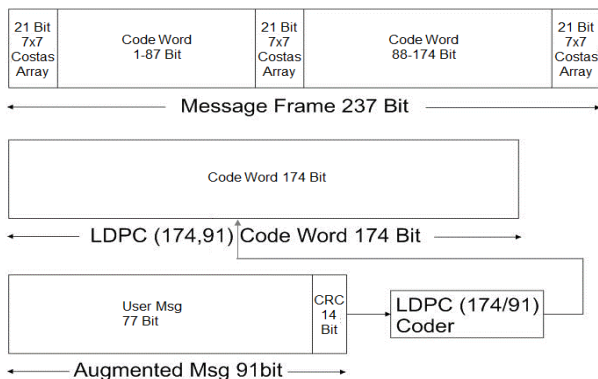 21 Bit
7x7
Costas
Array
Code Word
1-87 Bit
21 Bit
7x7
Costas
Array
Code Word
88-174 Bit
21 Bit
7x7
Costas
Array
Message Frame 237 Bit
Code Word 174 Bit
LDPC (174,91) Code Word 174 Bit
User Msg
77 Bit
CRC
14
Bit
LDPC (174/91)
Coder
Augmented Msg 91bit